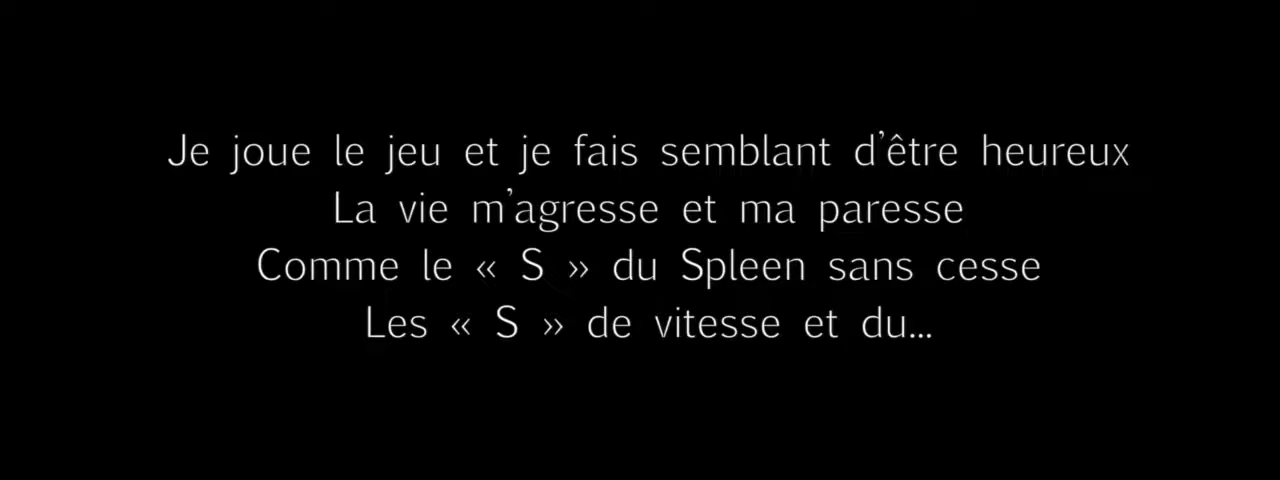 Je joue le jeu et je fais semblant d’être heureux
La vie m’agresse et ma paresse
Comme le « S » du Spleen sans cesse
Les « S » de vitesse et du...